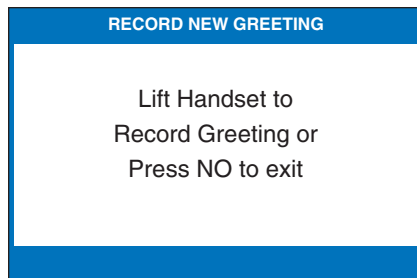 RECORD NEW GREETING
Lift Handset to
Record Greeting or
Press NO to exit